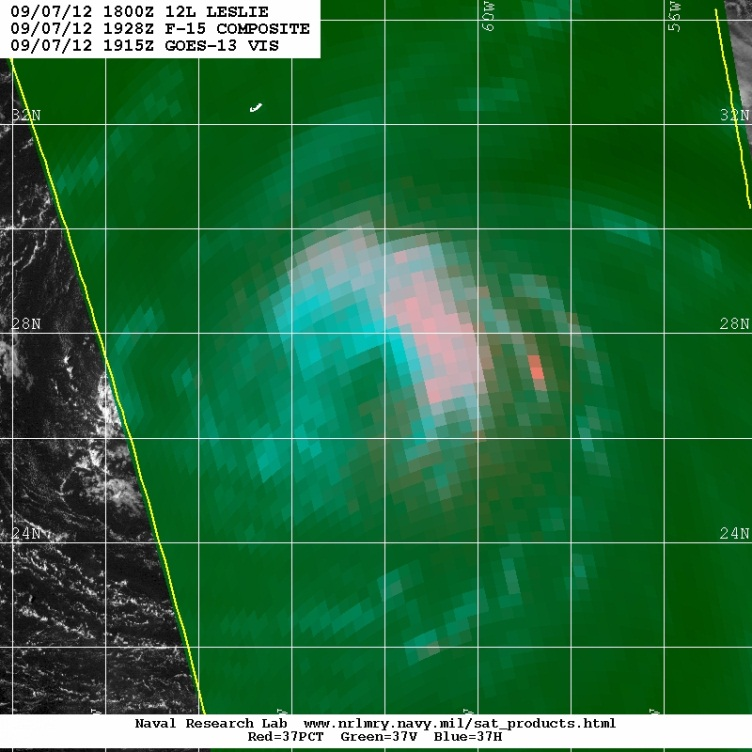 09/07/12 1800Z 12L LESLIE
09/07/12 1928Z F-15 COMPOSITE
09/07/12 1915Z GOES-13 VIS
60W
56W
32N
32N
28N
28N
24N
24N
Naval Research Lab www.nrlmry.navy.mil/sat_products.html
Red=37PCT Green=37V Blue=37H